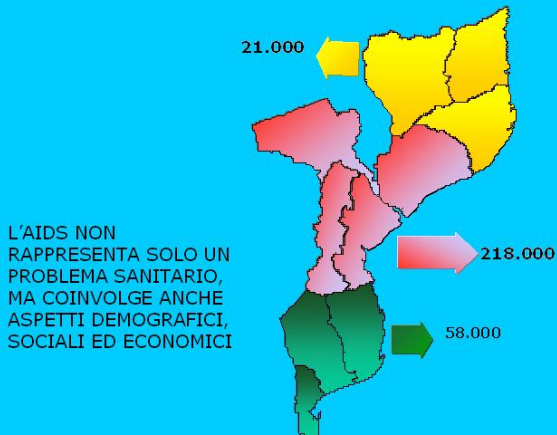 21.000
L'AIDS NON
RAPPRESENTA SOLO UN
PROBLEMA SANITARIO,
MA COINVOLGE ANCHE
ASPETTI DEMOGRAFICI,
SOCIALI ED ECONOMICI
218.000
58.000